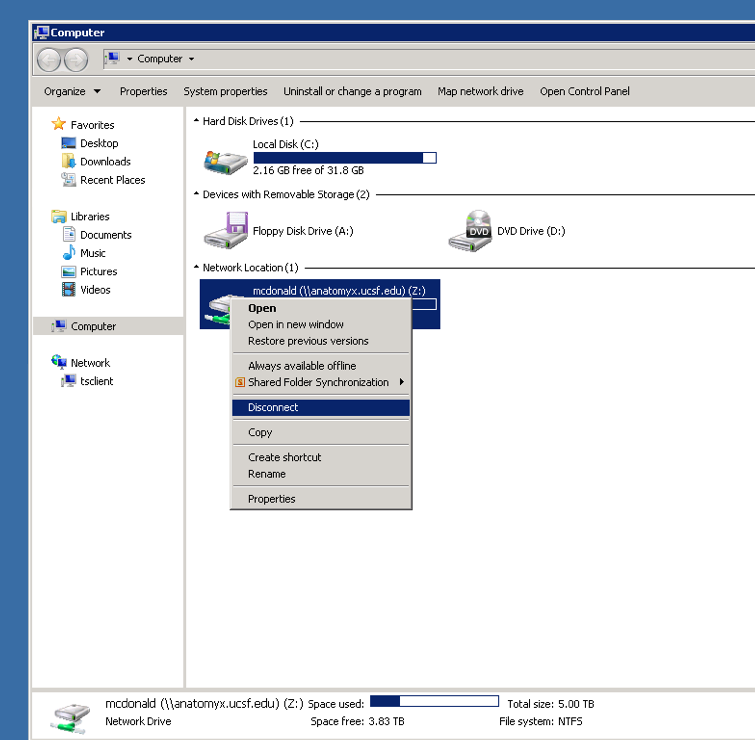 Computer
Computer
Organize Properties System properties Uninstall or change a program Map network drive Open Control Panel
Favorites
Desktop
Downloads
Recent Places
Libraries
Documents
Music
Pictures
Videos
Computer
Network
tsclient
Hard Disk Drives (1)
Local Disk (C:)
2.16 GB free of 31.8 GB
Devices with Removable Storage (2)
Floppy Disk Drive (A:)
DVD
DVD Drive (D:)
Network Location (1)
mcdonald (\\anatomyx.ucsf.edu) (Z:)
Open
Open in new window
Restore previous versions
Always available offline
S Shared Folder Synchronization
Disconnect
Copy
Create shortcut
Rename
Properties
mcdonald (\\anatomyx.ucsf.edu) (Z:) Space used: Total size: 5.00 TB
Network Drive Space free: 3.83 TB File system: NTFS